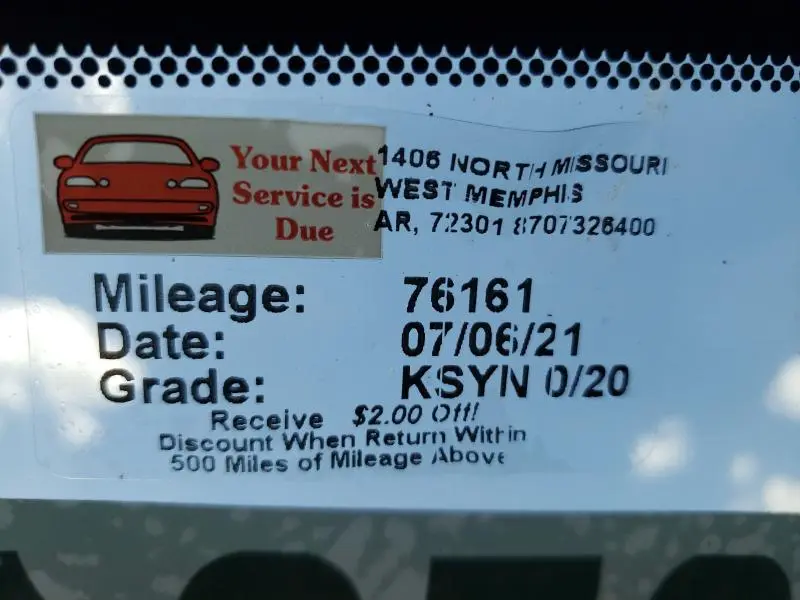 Your Next
Service is
Due
1406 NORTH MISSOURI
WEST MEMPHIS
AR, 72301 8707326400
Mileage: 76161
Date: 07/06/21
Grade: KSYN 0/20
Receive $2.00 Off!
Discount When Return Within
500 Miles of Mileage Above